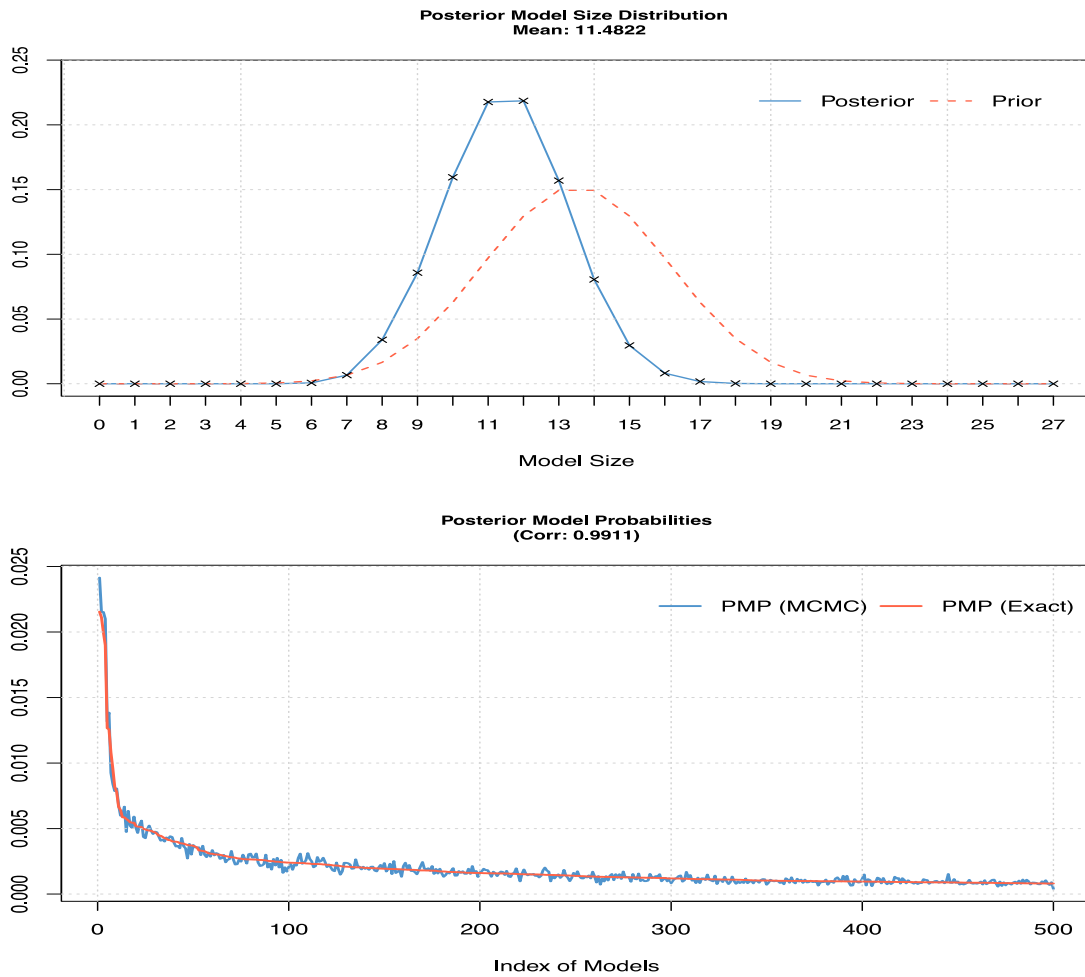 Posterior Model Size Distribution
Mean: 11.4822
0.25
0.20
0.15
0.10
0.05
0.00
Posterior Prior
0 1 2 3 4 5 6 7 8 9 11 13 15 17 19 21 23 25 27
Model Size
Posterior Model Probabilities
(Corr: 0.9911)
0.025
0.020
0.015
0.010
0.005
0.000
PMP (MCMC) PMP (Exact)
0 100 200 300 400 500
Index of Models